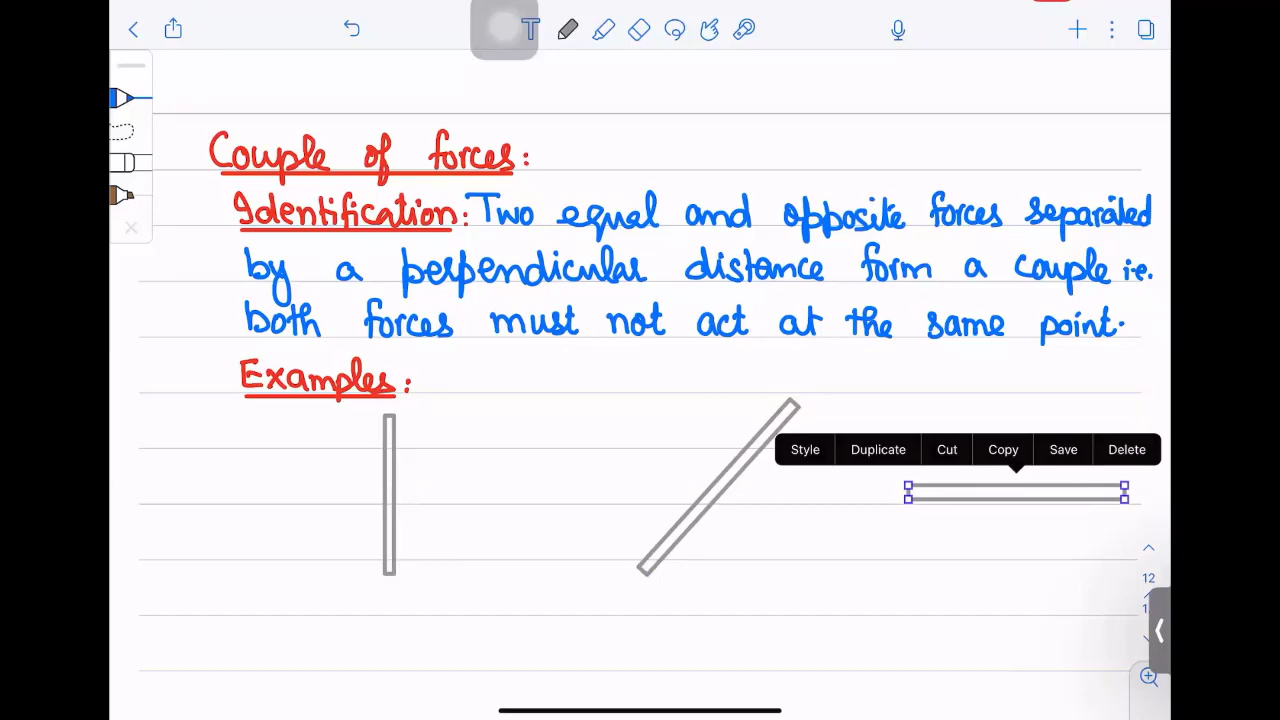 Couple of forces:
Identification: Two equal and opposite forces separated
by a perpendicular distance form a couple i.e.
both forces must not act at the same point.
Examples:
Style Duplicate Cut Copy Save Delete
12